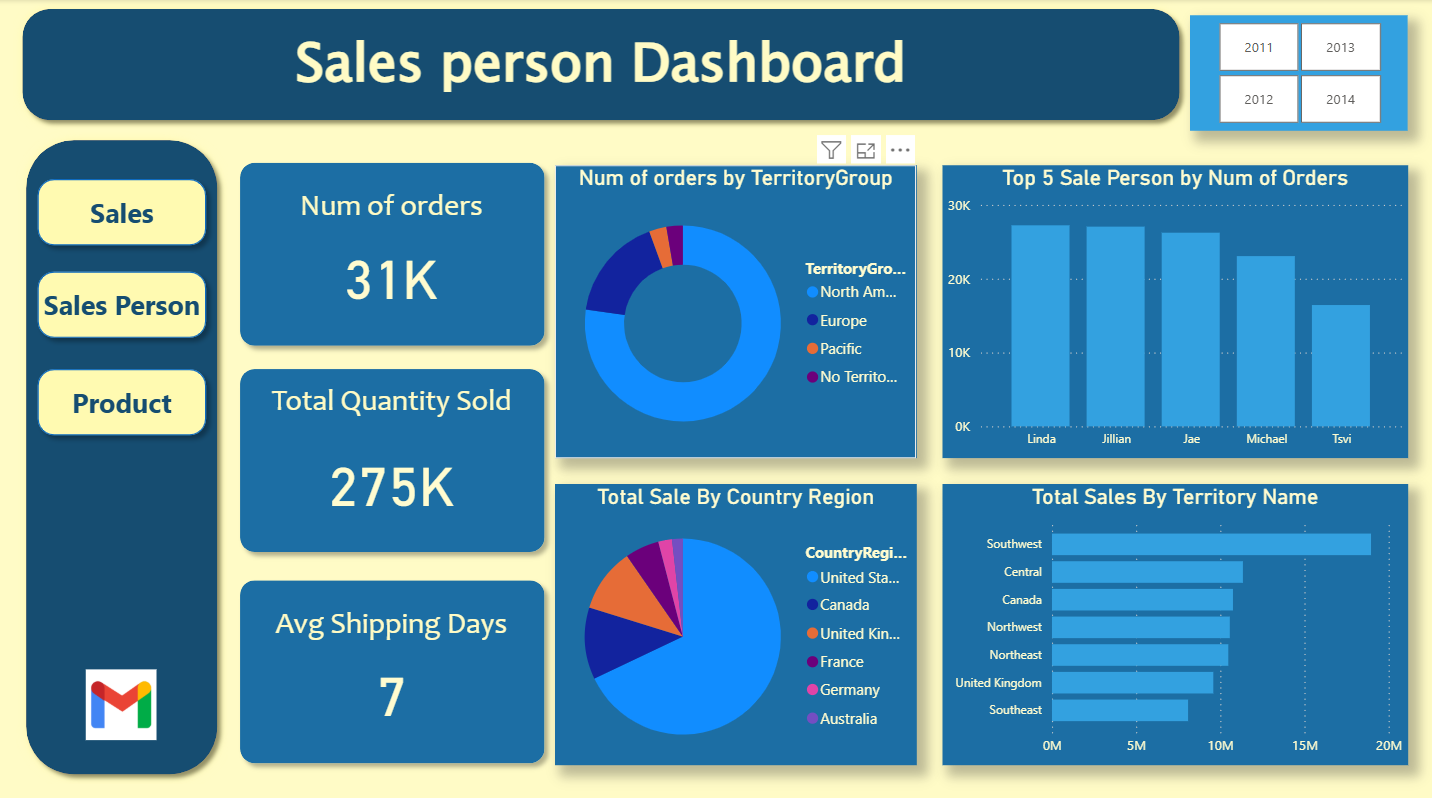 Sales person Dashboard
2011
2013
2012
2014
Sales
Sales Person
Product
Num of orders
31K
Total Quantity Sold
275K
Avg Shipping Days
7
Num of orders by TerritoryGroup
TerritoryGro...
North Am...
Europe
Pacific
No Territo...
Top 5 Sale Person by Num of Orders
30K
20K
10K
0K
Linda
Jillian
Jae
Michael
Tsvi
Total Sale By Country Region
CountryRegi...
United Sta...
Canada
United Kin...
France
Germany
Australia
Total Sales By Territory Name
Southwest
Central
Canada
Northwest
Northeast
United Kingdom
Southeast
0M
5M
10M
15M
20M